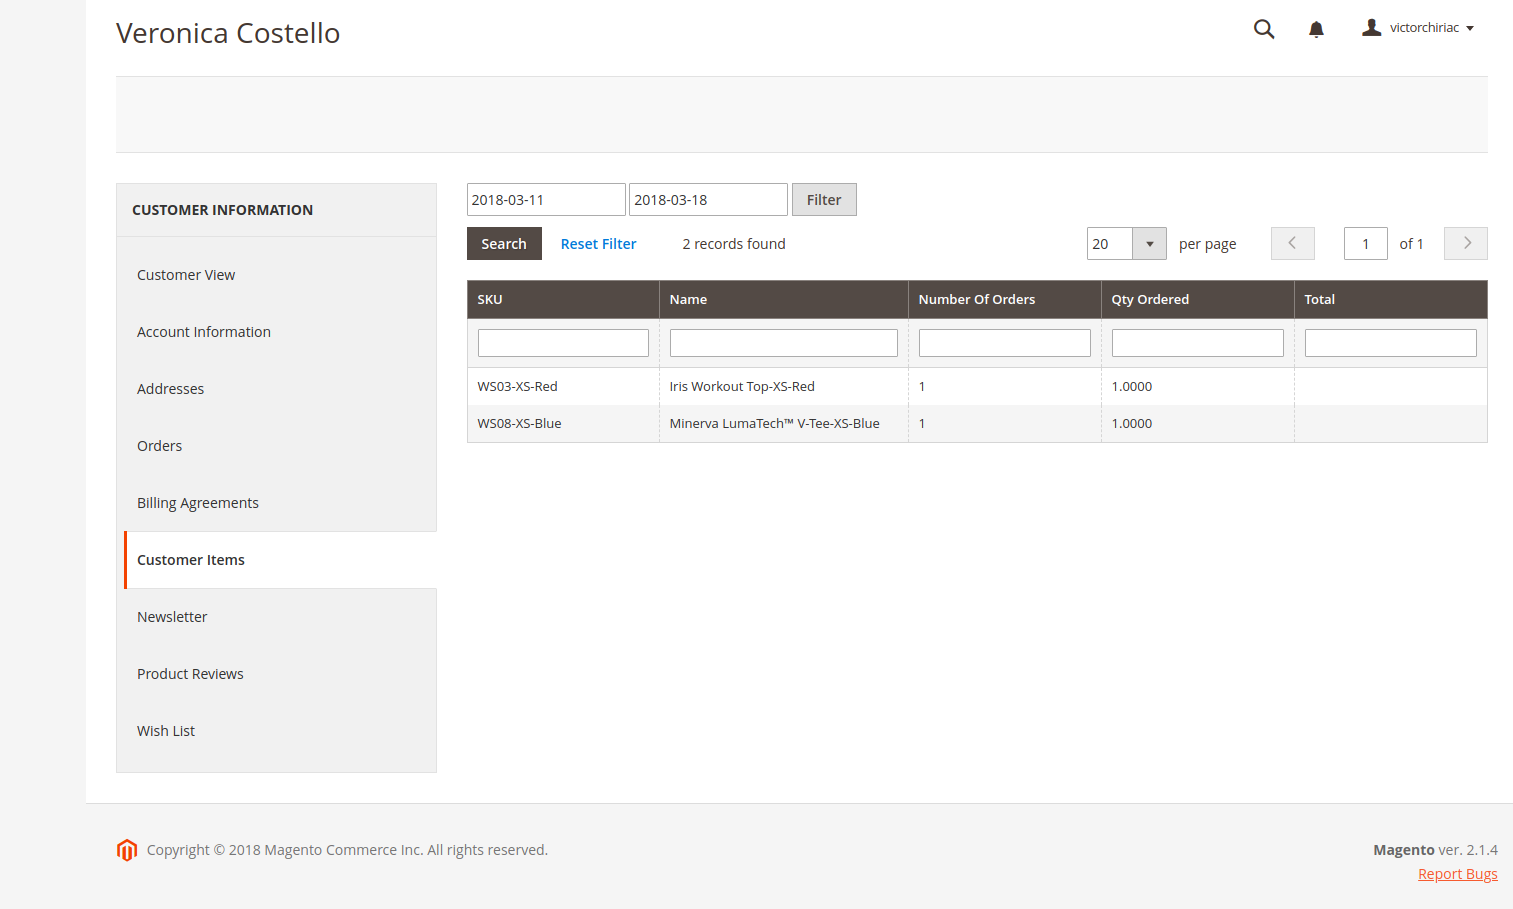 Veronica Costello
victorchiriac
CUSTOMER INFORMATION
Customer View
Account Information
Addresses
Orders
Billing Agreements
Customer Items
Newsletter
Product Reviews
Wish List
2018-03-11 2018-03-18 Filter
Search Reset Filter 2 records found 20 per page 1 of 1
SKU Name Number Of Orders Qty Ordered Total
WS03-XS-Red Iris Workout Top-XS-Red 1 1.0000
WS08-XS-Blue Minerva LumaTech™ V-Tee-XS-Blue 1 1.0000
Copyright © 2018 Magento Commerce Inc. All rights reserved.
Magento ver. 2.1.4
Report Bugs